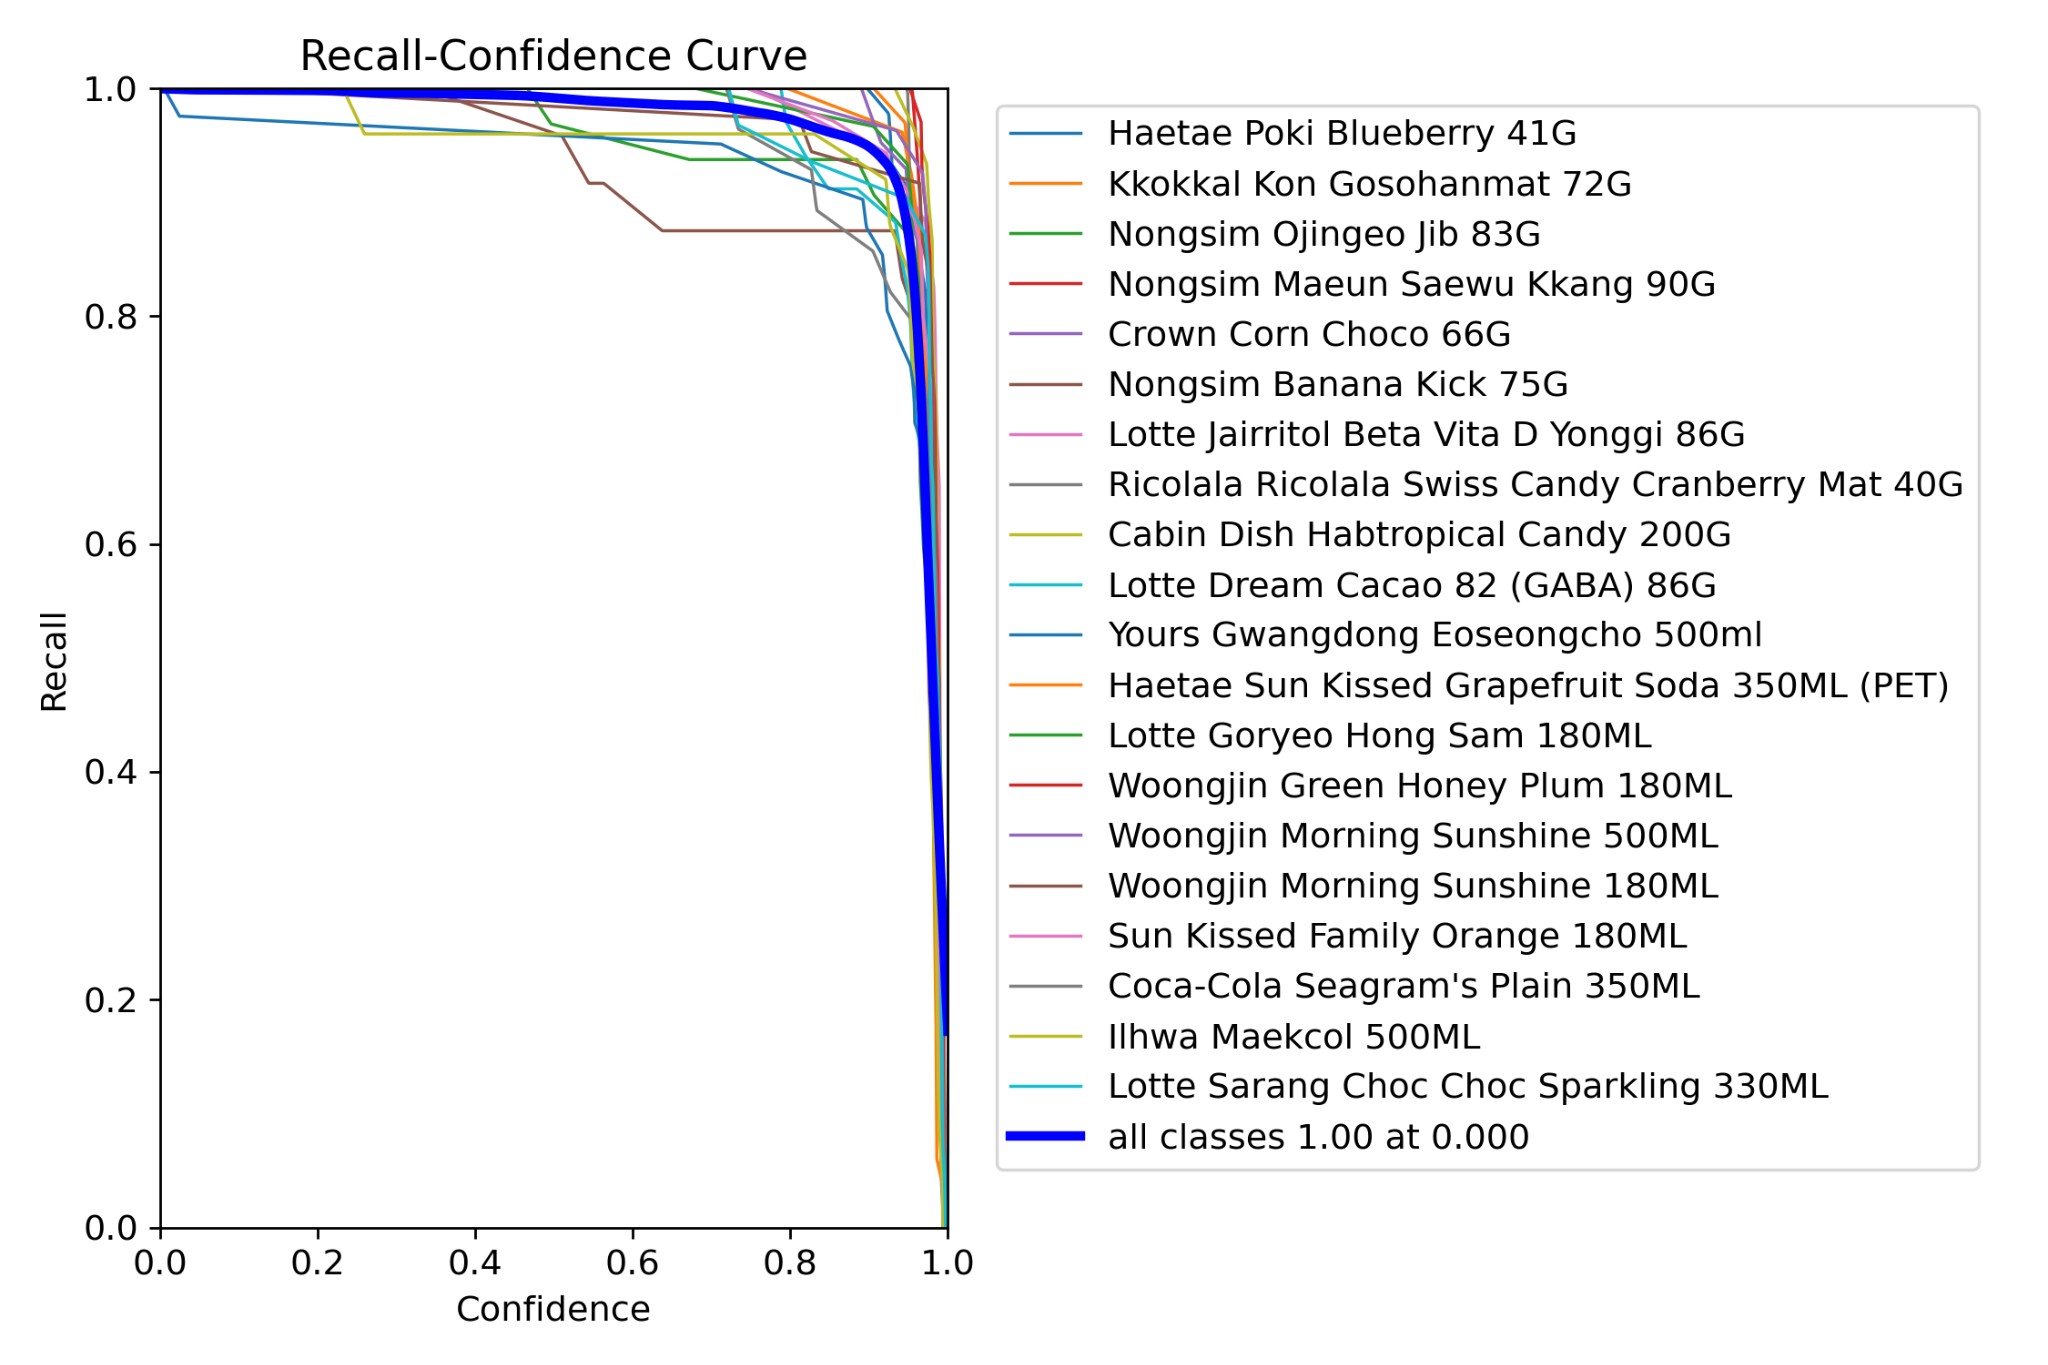 Recall-Confidence Curve
1.0
0.8
0.6
0.4
0.2
0.0
Recall
0.0 0.2 0.4 0.6 0.8 1.0
Confidence
Haetae Poki Blueberry 41G
Kkokkal Kon Gosohanmat 72G
Nongsim Ojingeo Jib 83G
Nongsim Maeun Saewu Kkang 90G
Crown Corn Choco 66G
Nongsim Banana Kick 75G
Lotte Jairritol Beta Vita D Yonggi 86G
Ricolala Ricolala Swiss Candy Cranberry Mat 40G
Cabin Dish Habtropical Candy 200G
Lotte Dream Cacao 82 (GABA) 86G
Yours Gwangdong Eoseongcho 500ml
Haetae Sun Kissed Grapefruit Soda 350ML (PET)
Lotte Goryeo Hong Sam 180ML
Woongjin Green Honey Plum 180ML
Woongjin Morning Sunshine 500ML
Woongjin Morning Sunshine 180ML
Sun Kissed Family Orange 180ML
Coca-Cola Seagram's Plain 350ML
Ilhwa Maekcol 500ML
Lotte Sarang Choc Choc Sparkling 330ML
all classes 1.00 at 0.000